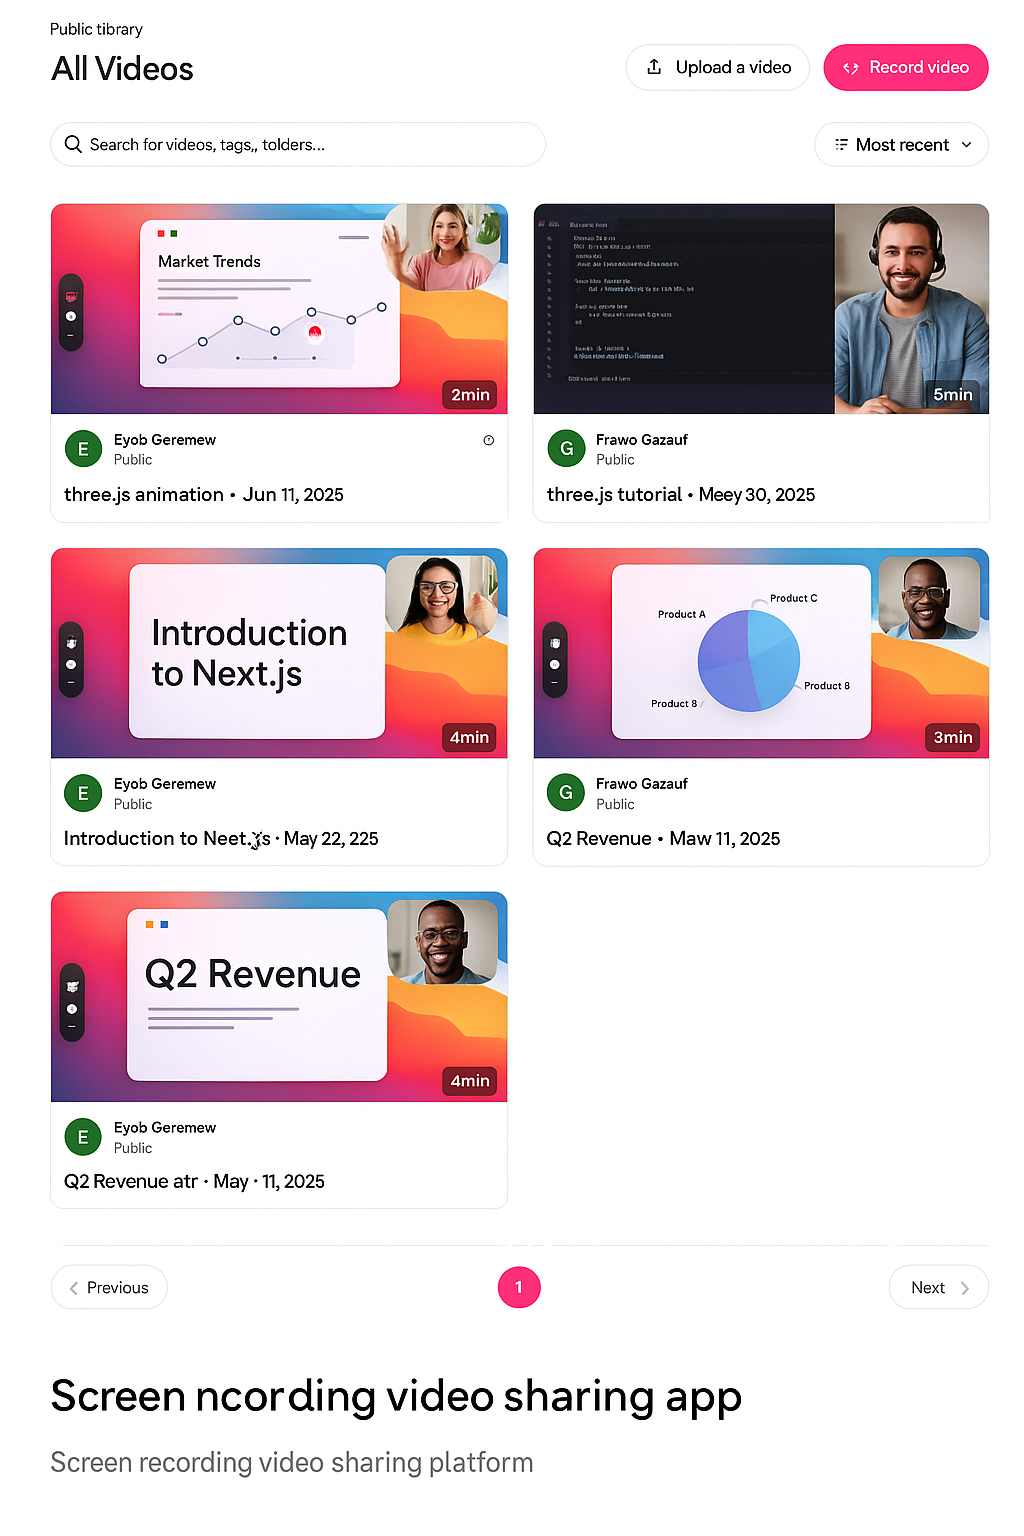 Public tibrary
All Videos
Upload a video
Record video
Search for videos, tags,, tolders...
Most recent
Market Trends
2min
5min
E
Eyob Geremew
Public
three.js animation • Jun 11, 2025
G
Frawo Gazauf
Public
three.js tutorial • Meey 30, 2025
Introduction
to Next.js
4min
Product C
Product A
Product 8
Product 8
3min
E
Eyob Geremew
Public
Introduction to Neet.js · May 22, 225
G
Frawo Gazauf
Public
Q2 Revenue • Maw 11, 2025
Q2 Revenue
4min
E
Eyob Geremew
Public
Q2 Revenue atr · May · 11, 2025
Previous
1
Next
Screen ncording video sharing app
Screen recording video sharing platform